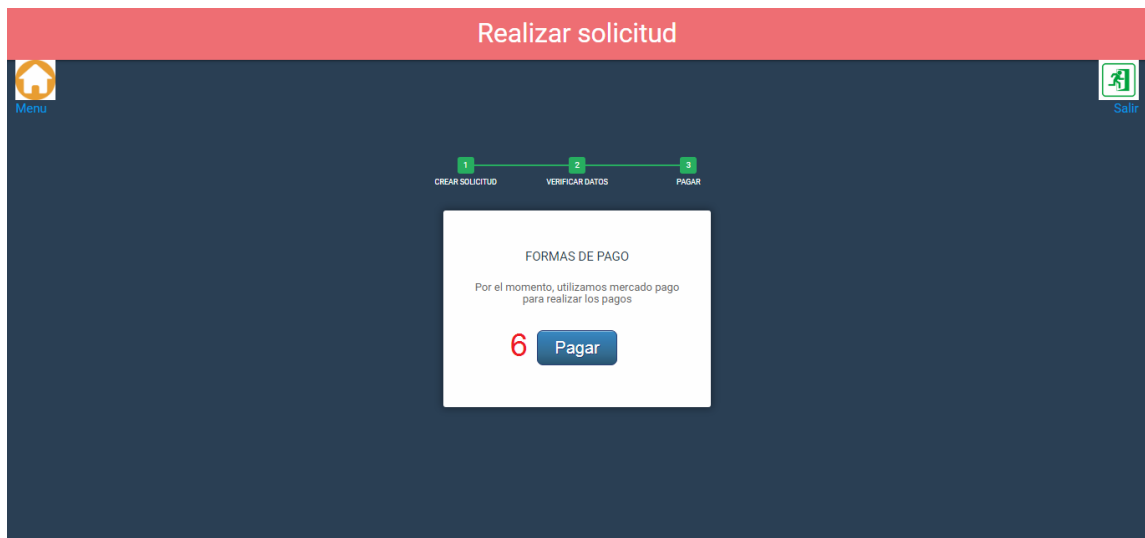 Realizar solicitud
Menu
Salir
1
2
3
CREAR SOLICITUD
VERIFICAR DATOS
PAGAR
FORMAS DE PAGO
Por el momento, utilizamos mercado pago
para realizar los pagos
6
Pagar